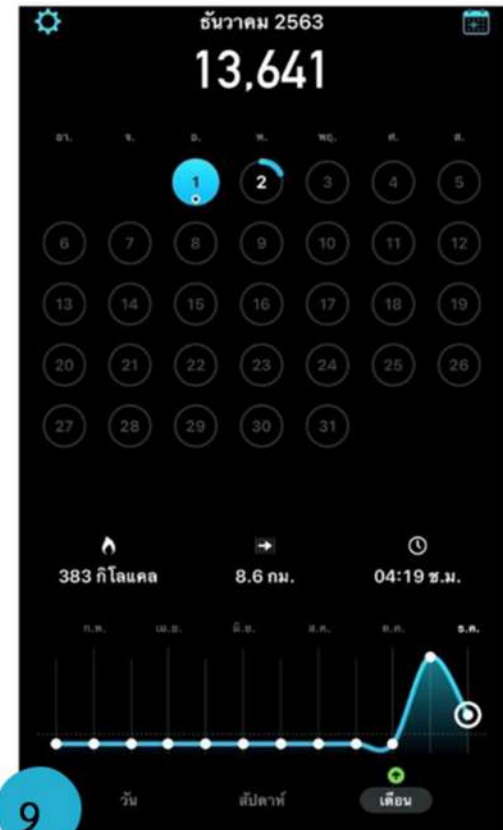 ธันวาคม 2563
13,641
อา. จ. อ. พ. พฤ. ศ. ส.
1 2 3 4 5
6 7 8 9 10 11 12
13 14 15 16 17 18 19
20 21 22 23 24 25 26
27 28 29 30 31
383 กิโลแคล 8.6 กม. 04:19 ช.ม.
ก.พ. เม.ย. มิ.ย. ส.ค. ต.ค. ธ.ค.
วัน สัปดาห์ เดือน
9